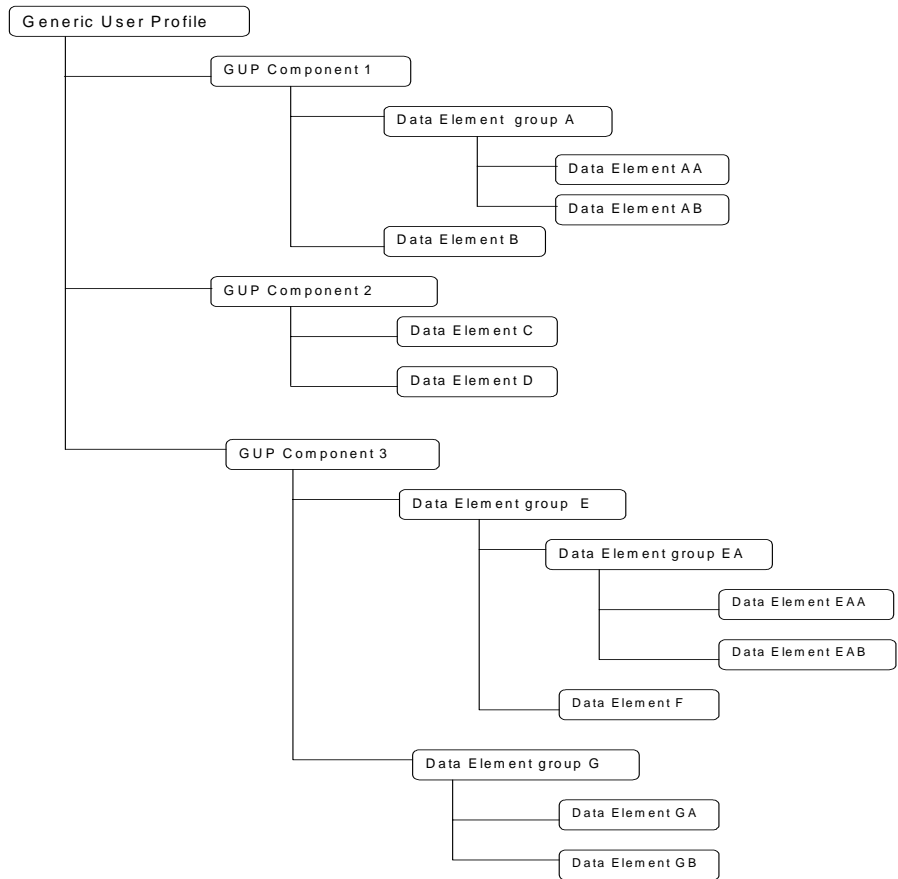 Generic User Profile
GUP Component 1
Data Element group A
Data Element AA
Data Element AB
Data Element B
GUP Component 2
Data Element C
Data Element D
GUP Component 3
Data Element group E
Data Element group EA
Data Element EAA
Data Element EAB
Data Element F
Data Element group G
Data Element GA
Data Element GB